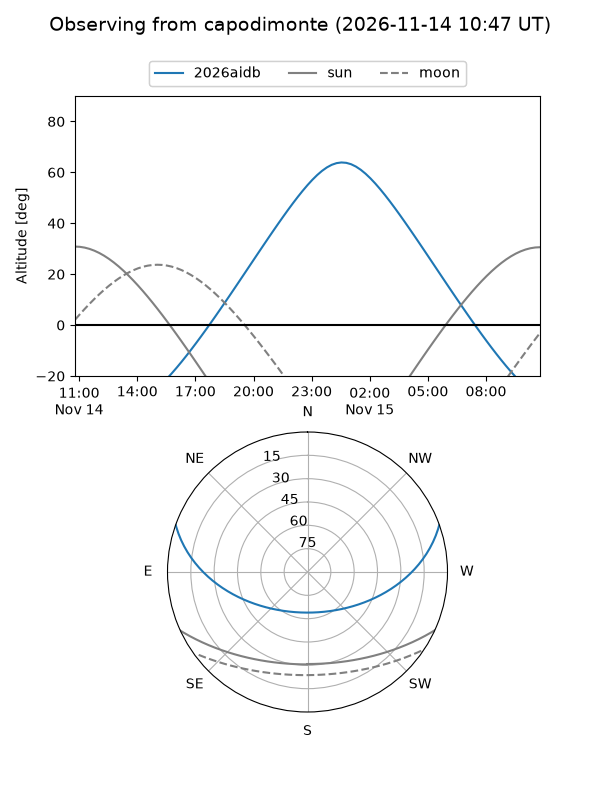 Observing from capodimonte (2026-11-14 10:47 UT)
2026aidb sun moon
Altitude [deg]
80
60
40
20
0
−20
11:00 14:00 17:00 20:00 23:00 02:00 05:00 08:00
Nov 14 Nov 15
N
NE NW
15
30
45
60
75
E W
SE SW
S